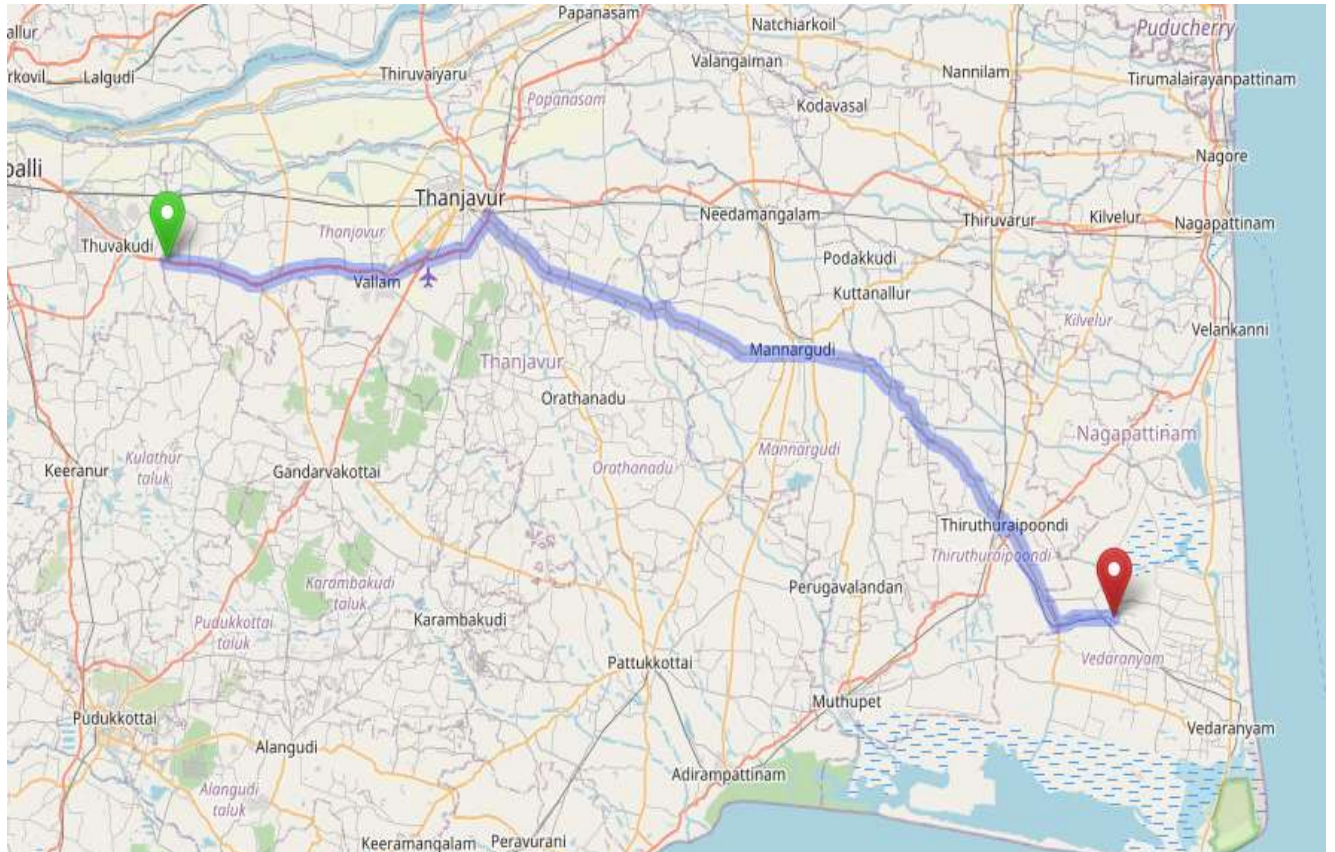 Papanasam
Puducherry
allur
Natchiarkoil
Valangaiman
rkovil
Lalgudi
Thiruvaiyaru
Nannilam
Tirumalairayanpattinam
Papanasam
Kodavasal
Nagore
palli
Thanjavur
Needamangalam
Thiruvarur
Kilvelur
Nagapattinam
Thanjavur
Thuvakudi
Podakkudi
Vallam
Kuttanallur
Kilvelur
Velankanni
Mannargudi
Thanjavur
Orathanadu
Nagapattinam
Mannargudi
Kulathur
taluk
Keeranur
Gandarvakottai
Orathanadu
Thiruthuraipoondi
Thiruthuraipoondi
Karambakudi
taluk
Perugavalandan
Pudukkottai
taluk
Karambakudi
Pattukkottai
Vedaranyam
Muthupet
Pudukkottai
Vedaranyam
Alangudi
Adirampattinam
Alangudi
taluk
Keeramangalam
Peravurani